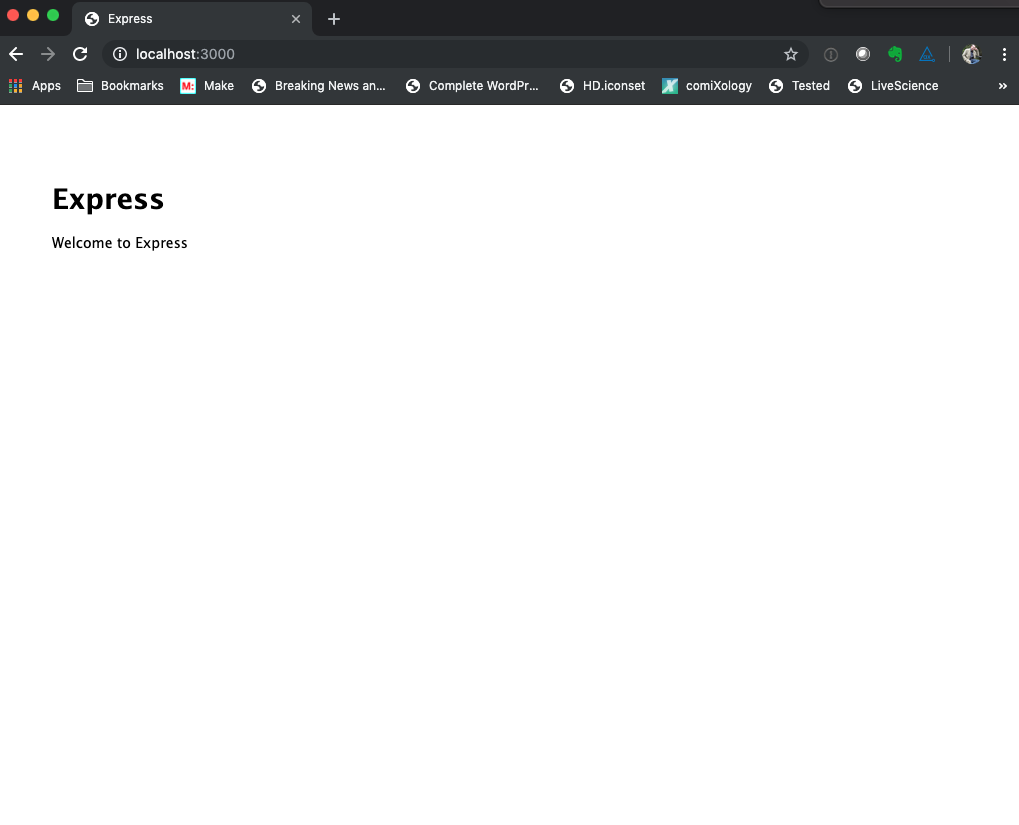 Express
localhost:3000
Apps Bookmarks M: Make Breaking News an... Complete WordPr... HD.iconset comiXology Tested LiveScience »
Express
Welcome to Express